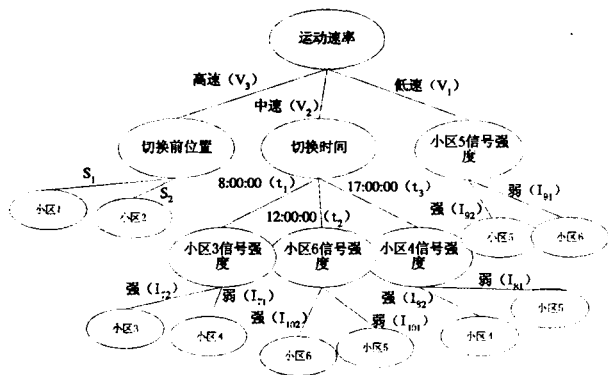 运动速率
高速（V3）
中速（V2）
低速（V1）
切换前位置
切换时间
小区5信号强度
S1
S2
8:00:00（t1）
17:00:00（t3）
12:00:00（t2）
弱（I91）
强（I92）
小区1
小区2
小区5
小区6
小区3信号强度
小区6信号强度
小区4信号强度
强（I72）
弱（I71）
强（I102）
弱（I101）
强（I82）
弱（I81）
小区3
小区4
小区6
小区5
小区4
小区5